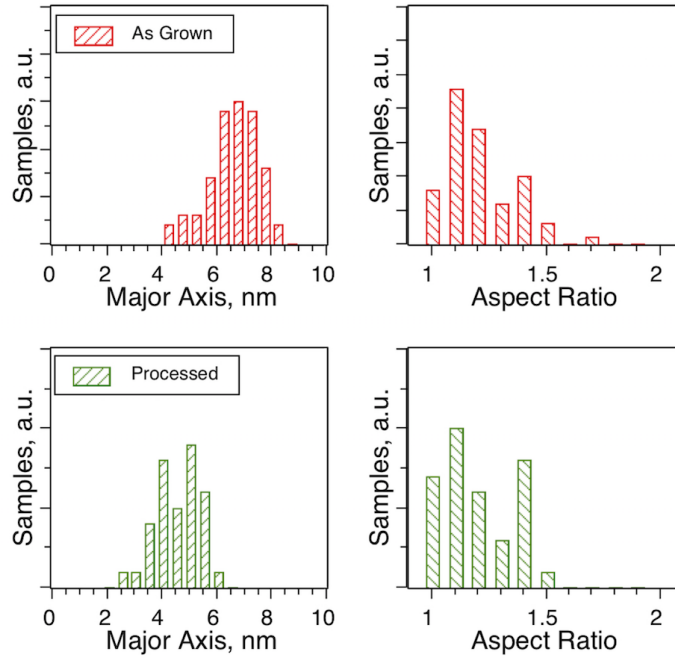 As Grown
Samples, a.u.
0 2 4 6 8 10
Major Axis, nm
Samples, a.u.
1 1.5 2
Aspect Ratio
Processed
Samples, a.u.
0 2 4 6 8 10
Major Axis, nm
Samples, a.u.
1 1.5 2
Aspect Ratio